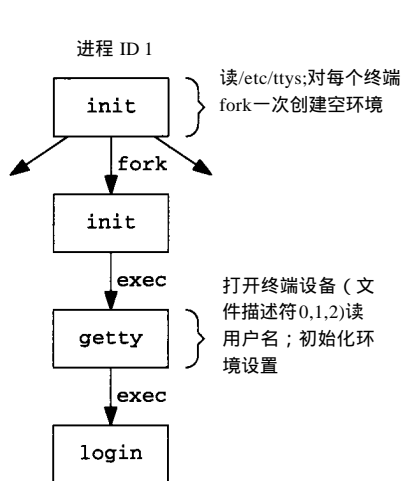 进程 ID 1
init
读/etc/ttys;对每个终端
fork一次创建空环境
fork
init
exec
getty
打开终端设备（文
件描述符0,1,2)读
用户名；初始化环
境设置
exec
login